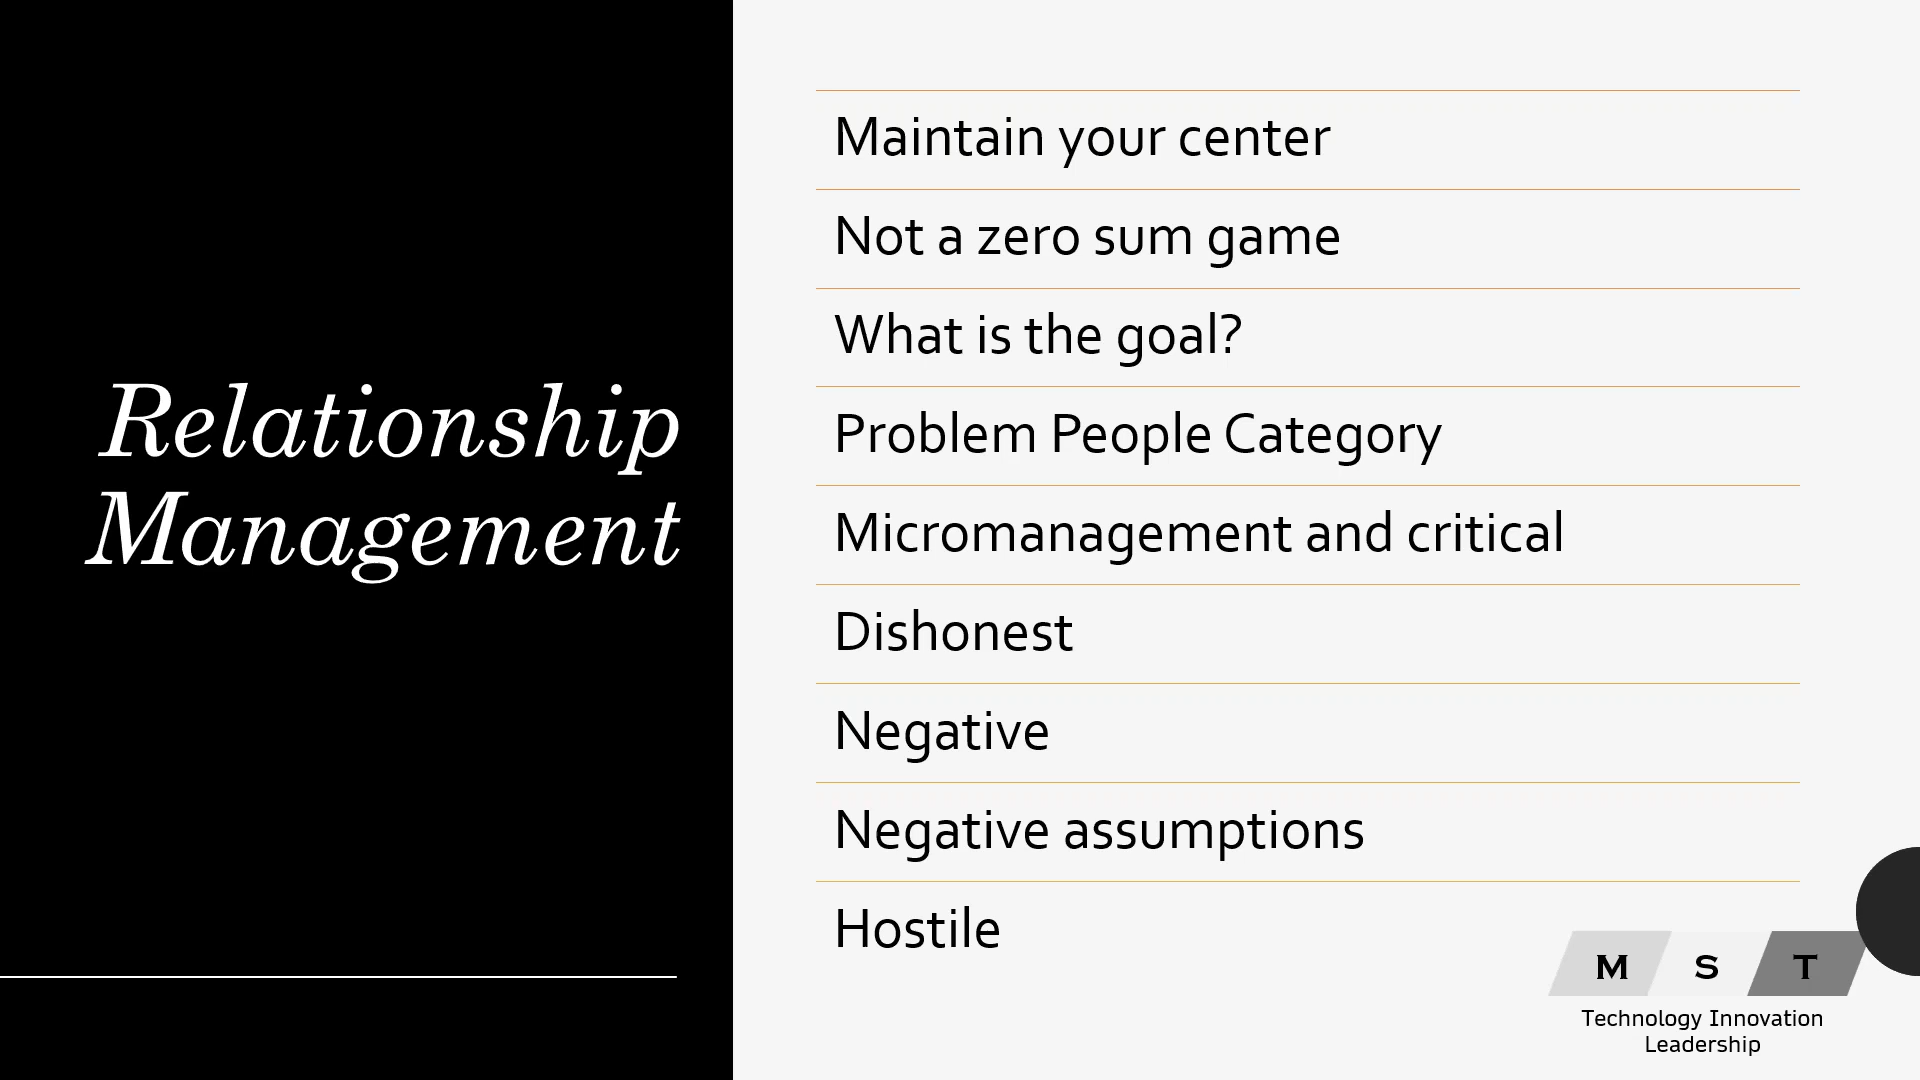 Relationship
Management
Maintain your center
Not a zero sum game
What is the goal?
Problem People Category
Micromanagement and critical
Dishonest
Negative
Negative assumptions
Hostile
M S T
Technology Innovation
Leadership